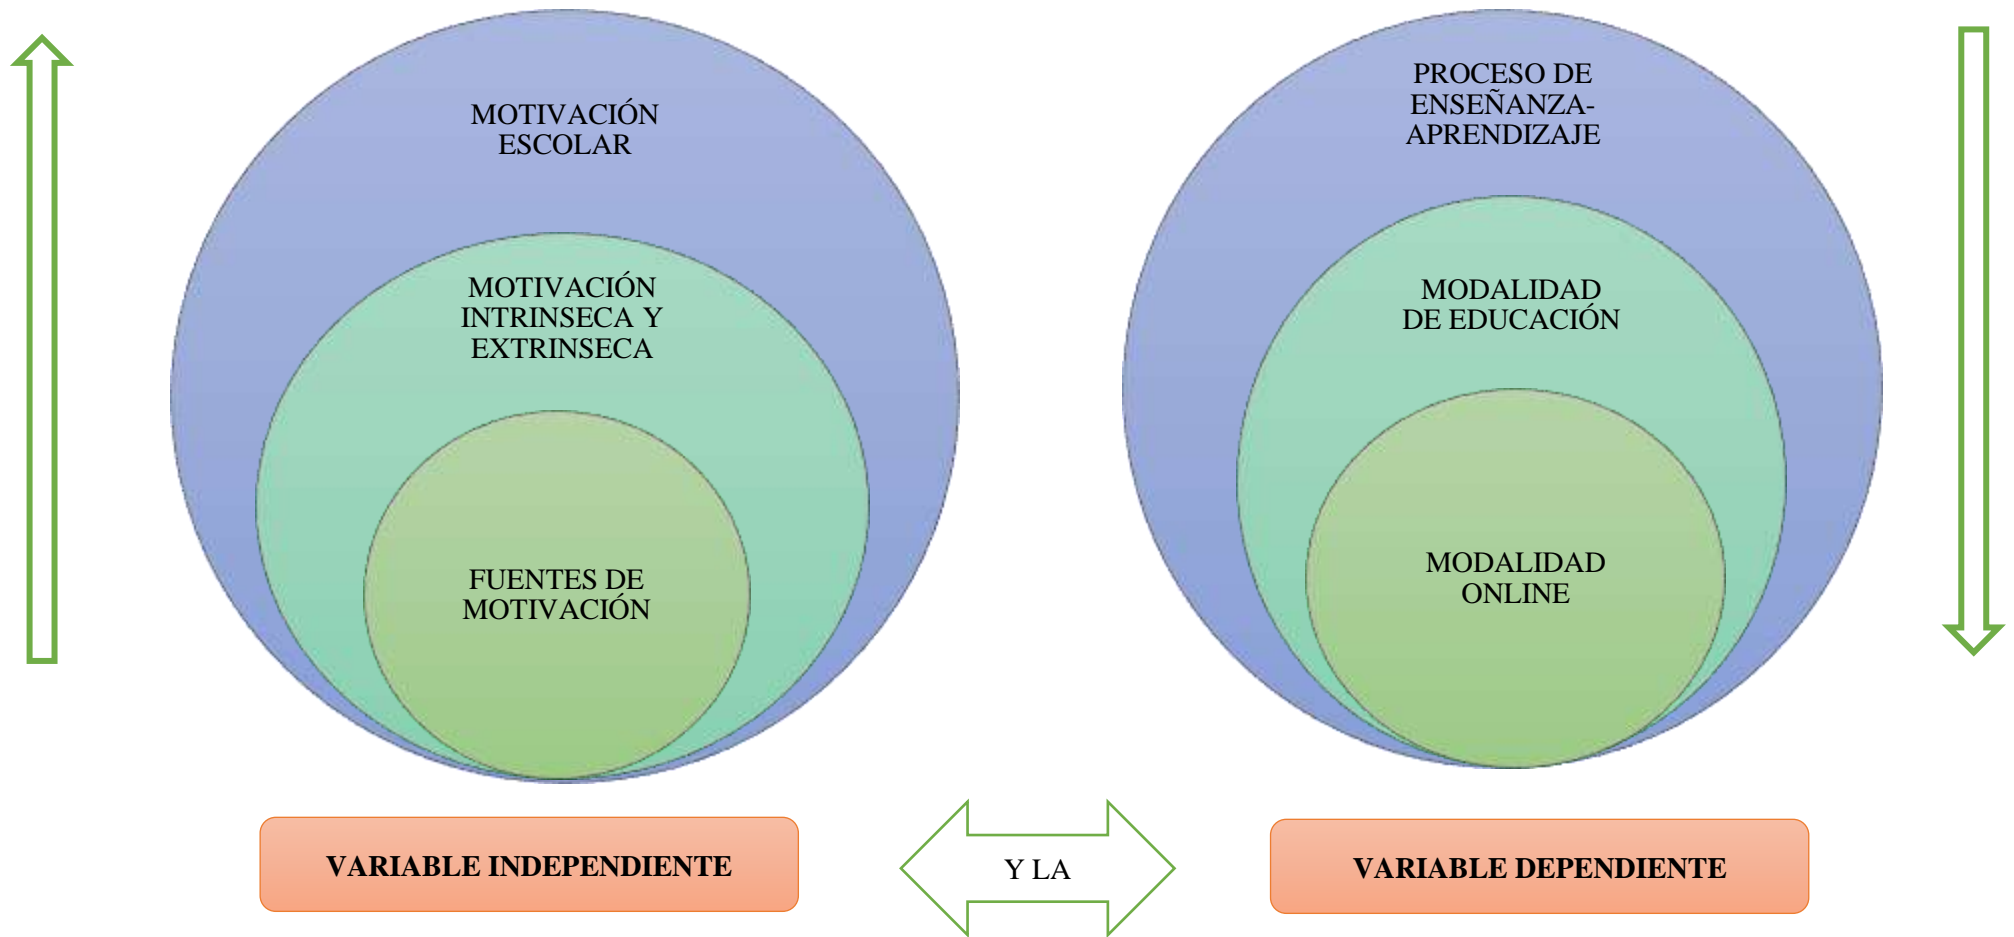 MOTIVACIÓN
ESCOLAR
MOTIVACIÓN
INTRINSECA Y
EXTRINSECA
FUENTES DE
MOTIVACIÓN
PROCESO DE
ENSEÑANZA-
APRENDIZAJE
MODALIDAD
DE EDUCACIÓN
MODALIDAD
ONLINE
VARIABLE INDEPENDIENTE
Y LA
VARIABLE DEPENDIENTE